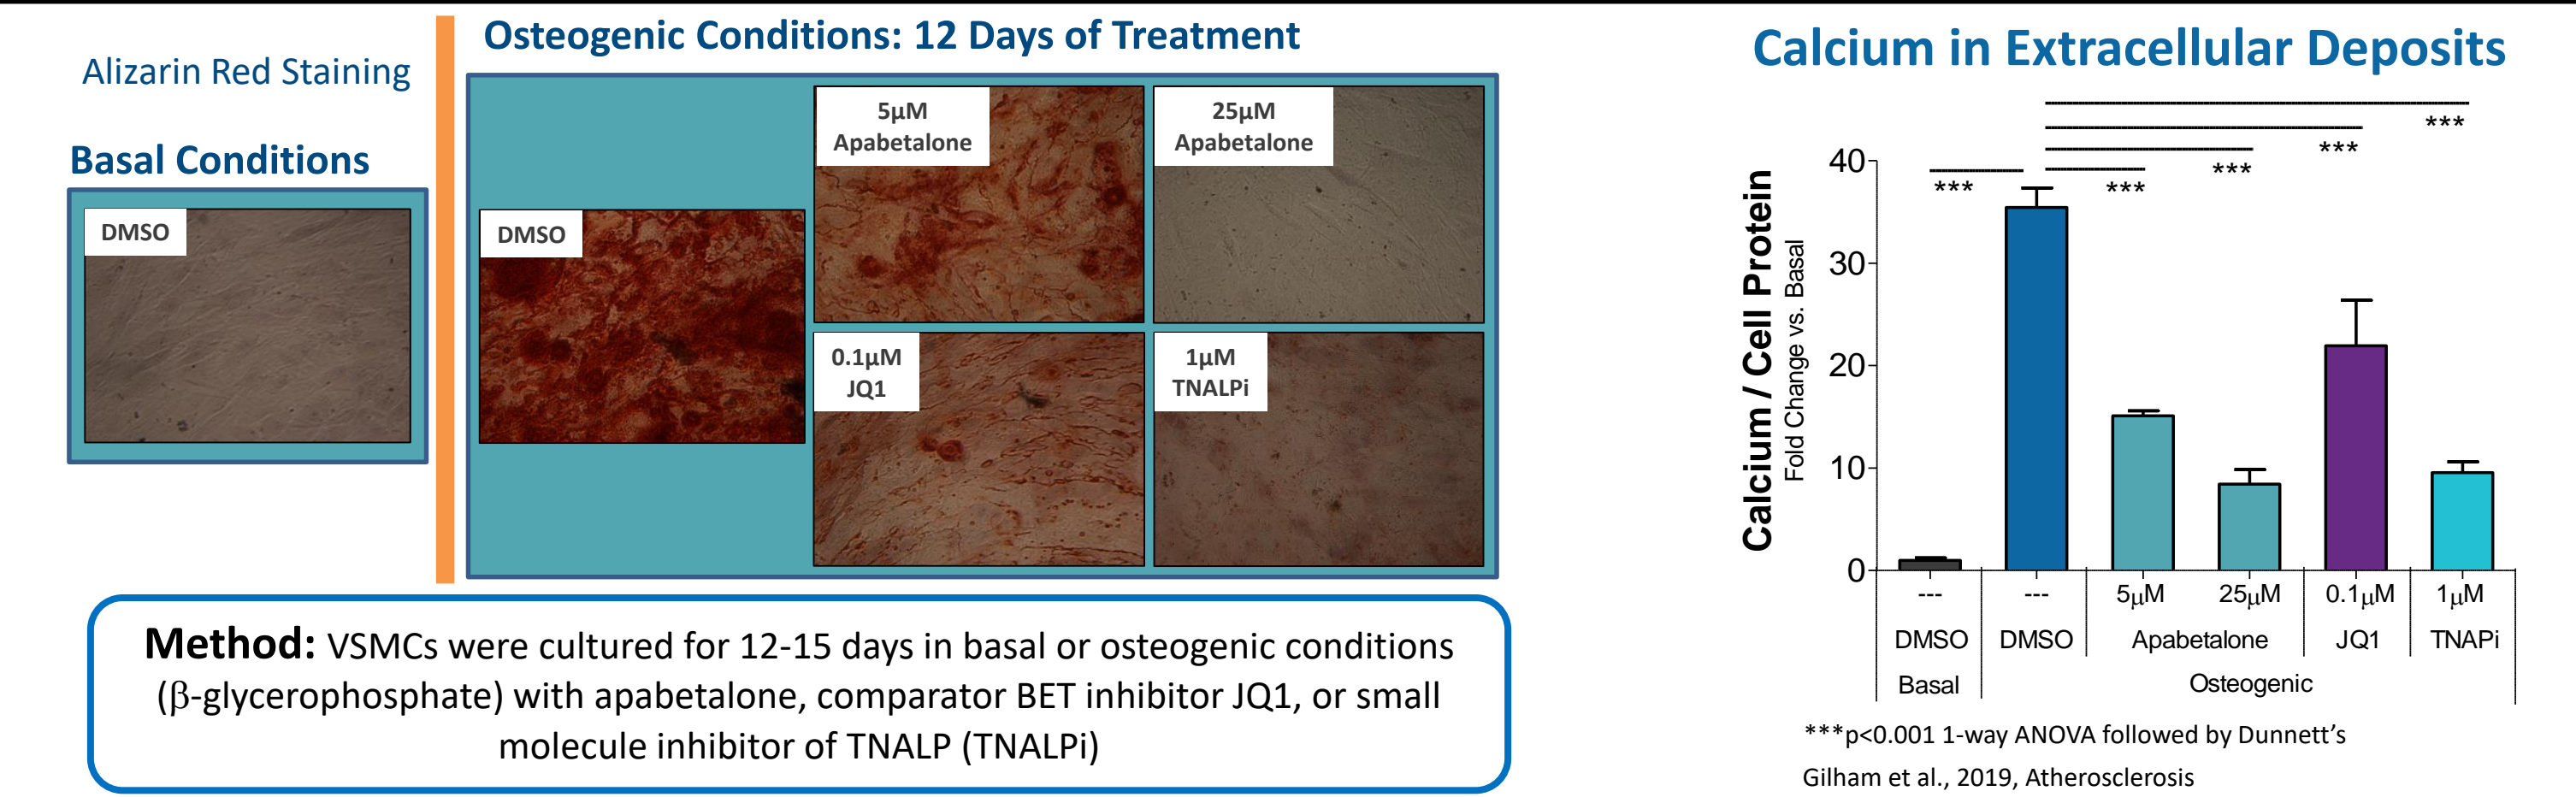 Alizarin Red Staining
Basal Conditions
DMSO
Osteogenic Conditions: 12 Days of Treatment
DMSO
5μM
Apabetalone
25μM
Apabetalone
0.1μM
JQ1
1μM
TNALPi
Method: VSMCs were cultured for 12-15 days in basal or osteogenic conditions
(β-glycerophosphate) with apabetalone, comparator BET inhibitor JQ1, or small
molecule inhibitor of TNALP (TNALPi)
Calcium in Extracellular Deposits
Calcium / Cell Protein
Fold Change vs. Basal
40
30
20
10
0
***
***
***
***
***
--- --- 5μM 25μM 0.1μM 1μM
DMSO DMSO Apabetalone JQ1 TNAPi
Basal Osteogenic
***p<0.001 1-way ANOVA followed by Dunnett’s
Gilham et al., 2019, Atherosclerosis